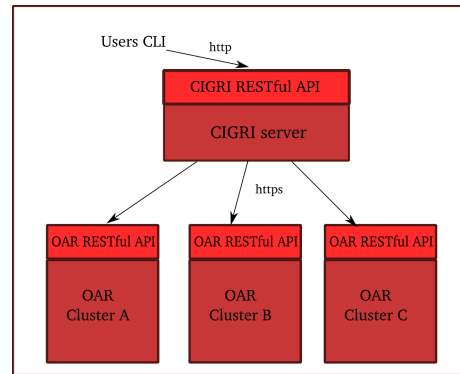 Users CLI
http
CIGRI RESTful API
CIGRI server
https
OAR RESTful API
OAR RESTful API
OAR RESTful API
OAR
Cluster A
OAR
Cluster B
OAR
Cluster C